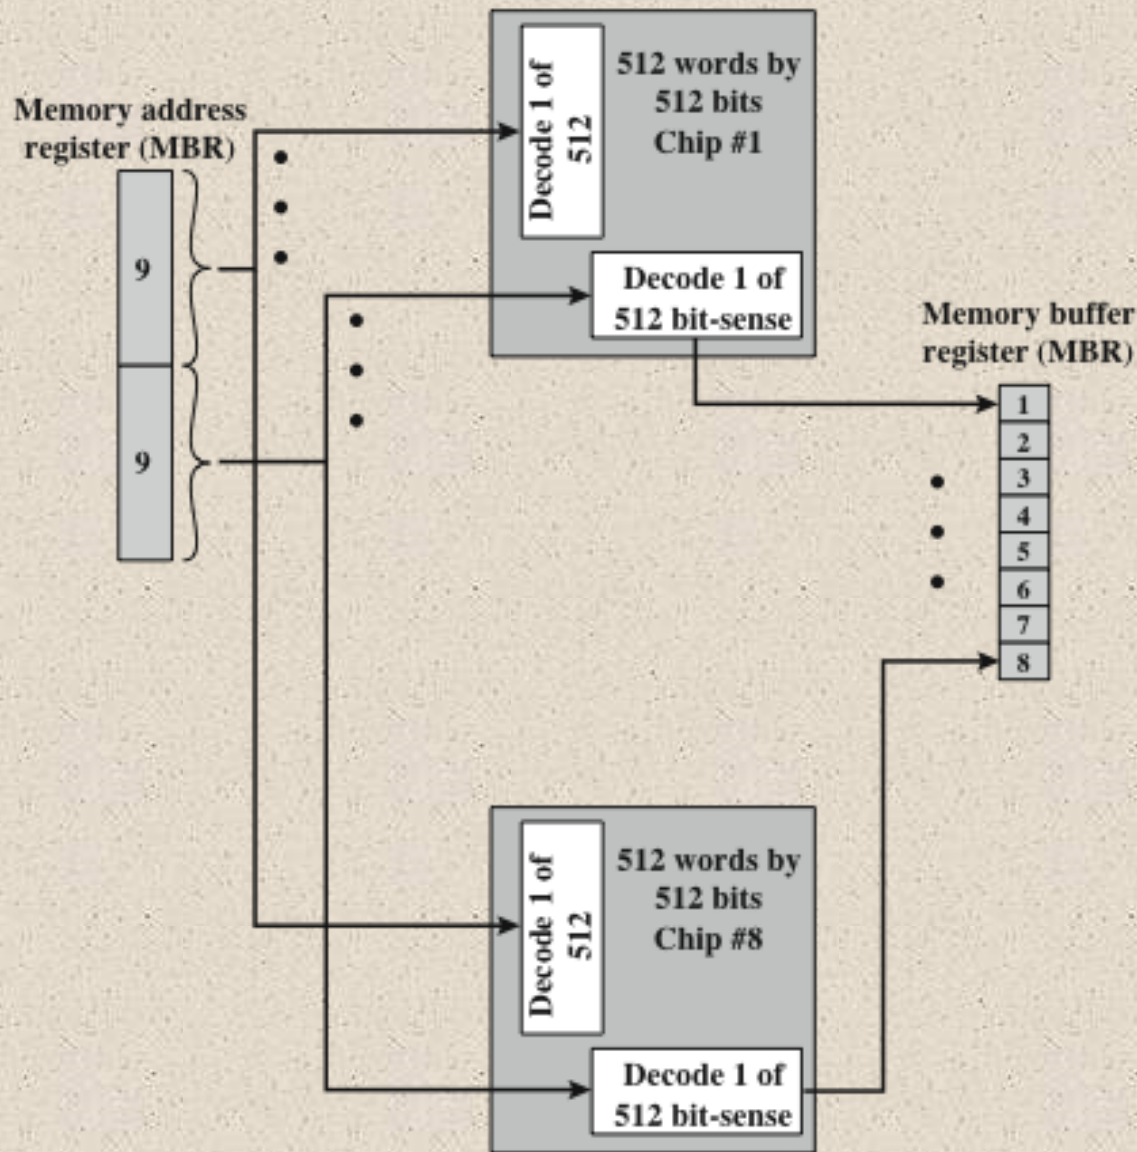 Memory address
register (MBR)
9
9
Decode 1 of
512
512 words by
512 bits
Chip #1
Decode 1 of
512 bit-sense
Memory buffer
register (MBR)
1
2
3
4
5
6
7
8
Decode 1 of
512
512 words by
512 bits
Chip #8
Decode 1 of
512 bit-sense